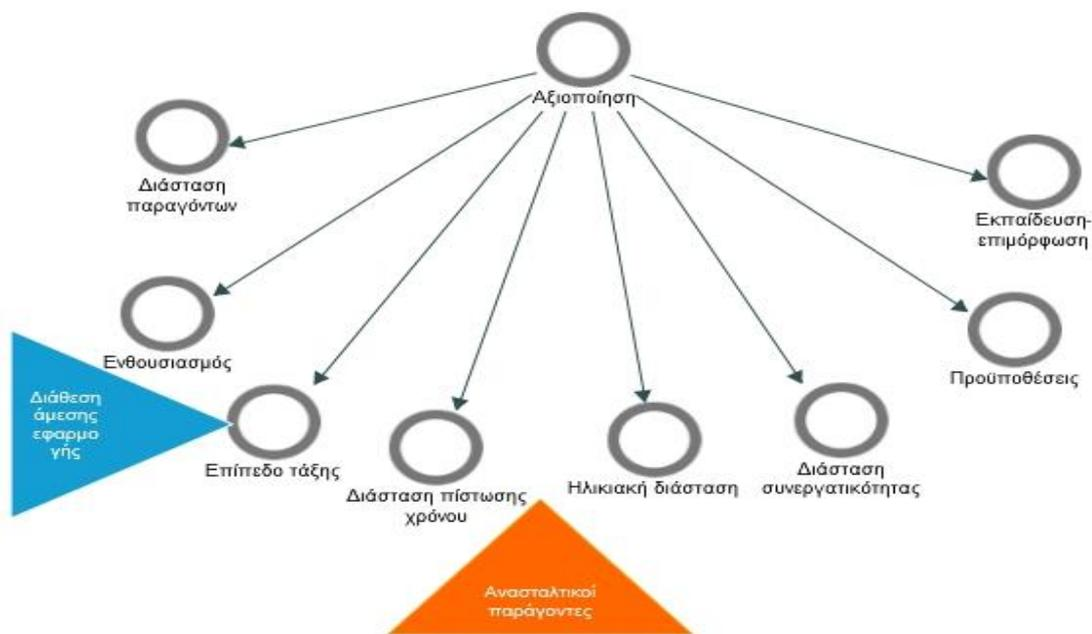 Αξιοποίηση
Διάσταση
παραγόντων
Εκπαίδευση-
επιμόρφωση
Ενθουσιασμός
Προϋποθέσεις
Διάθεση
άμεσης
εφαρμο
γής
Επίπεδο τάξης
Διάσταση πίστωσης
χρόνου
Ηλικιακή διάσταση
Διάσταση
συνεργατικότητας
Ανασταλτικοί
παράγοντες